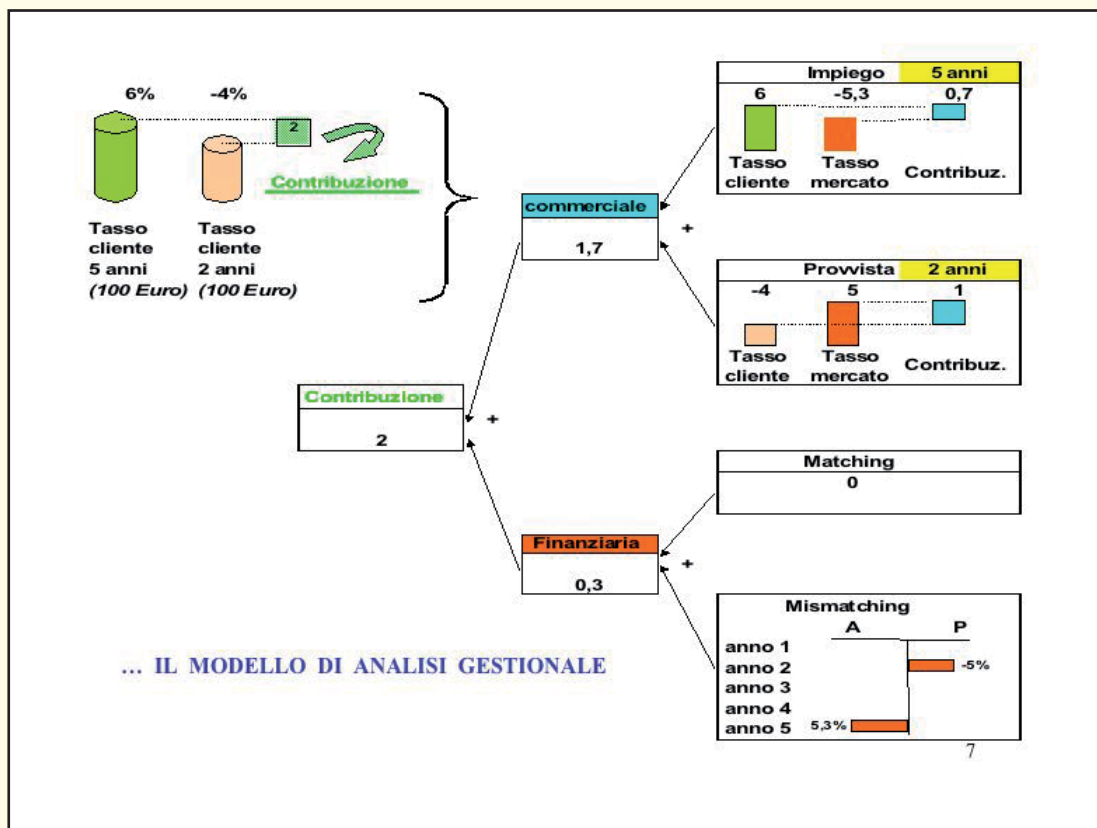 6% -4%
2
Contribuzione
Tasso cliente 5 anni (100 Euro)
Tasso cliente 2 anni (100 Euro)
Impiego 5 anni
6 -5,3 0,7
Tasso cliente
Tasso mercato
Contribuz.
commerciale
1,7
+
Provvista 2 anni
-4 5 1
Tasso cliente
Tasso mercato
Contribuz.
Contribuzione
2
+
Matching
0
Finanziaria
0,3
+
Mismatching
A P
anno 1
anno 2 -5%
anno 3
anno 4
anno 5 5,3%
... IL MODELLO DI ANALISI GESTIONALE
7